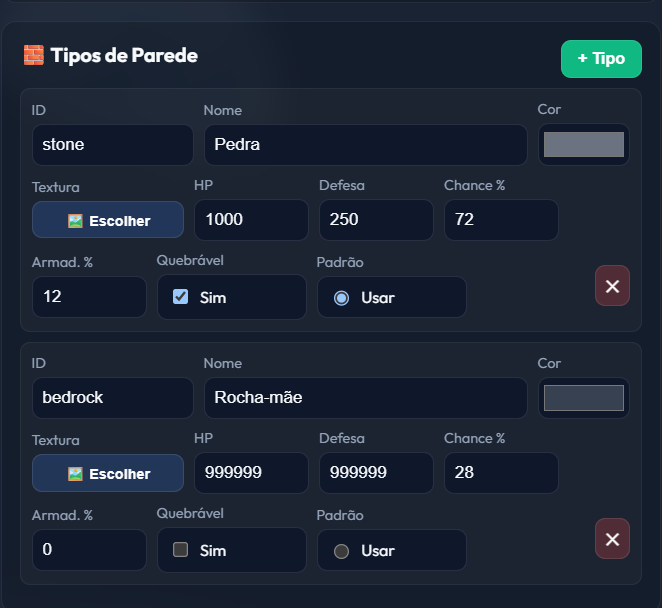 Tipos de Parede
+ Tipo
ID Nome Cor
stone Pedra
Textura HP Defesa Chance %
Escolher 1000 250 72
Armad. % Quebrável Padrão
12 Sim Usar
ID Nome Cor
bedrock Rocha-mãe
Textura HP Defesa Chance %
Escolher 999999 999999 28
Armad. % Quebrável Padrão
0 Sim Usar